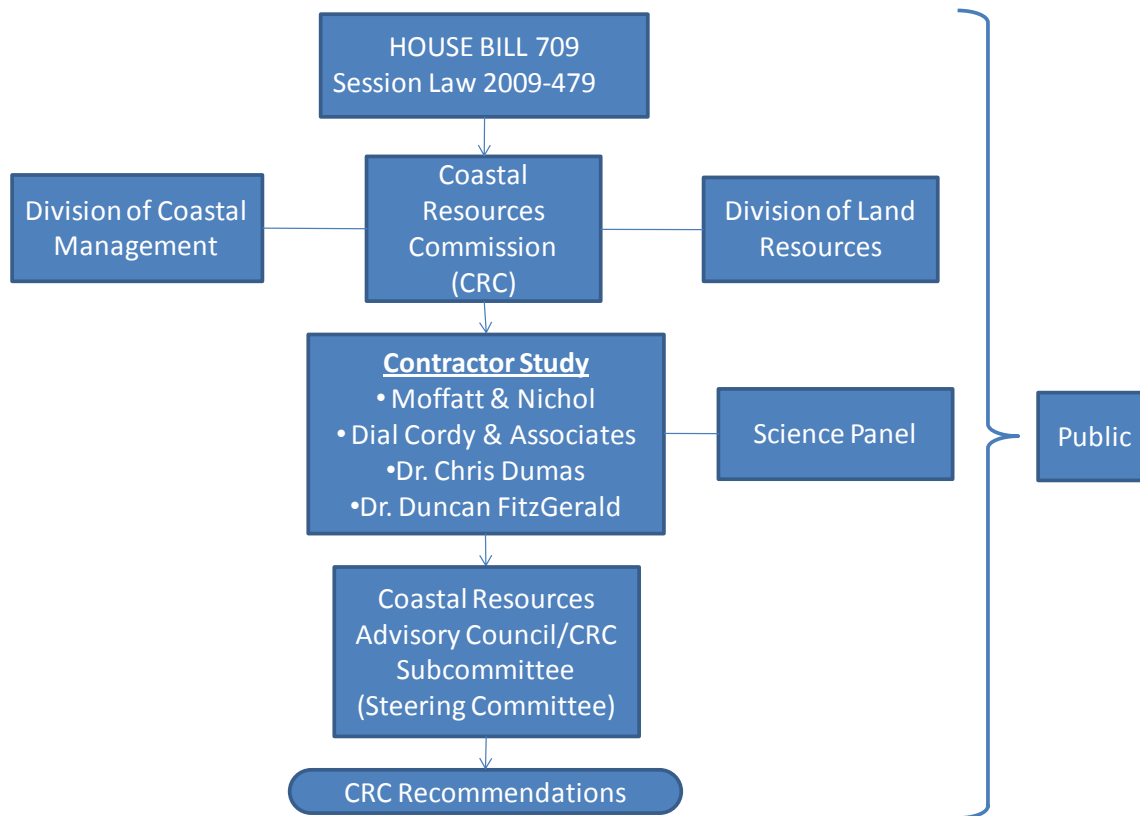 HOUSE BILL 709
Session Law 2009-479
Division of Coastal
Management
Coastal
Resources
Commission
(CRC)
Division of Land
Resources
Contractor Study
• Moffatt & Nichol
• Dial Cordy & Associates
•Dr. Chris Dumas
•Dr. Duncan FitzGerald
Science Panel
Public
Coastal Resources
Advisory Council/CRC
Subcommittee
(Steering Committee)
CRC Recommendations